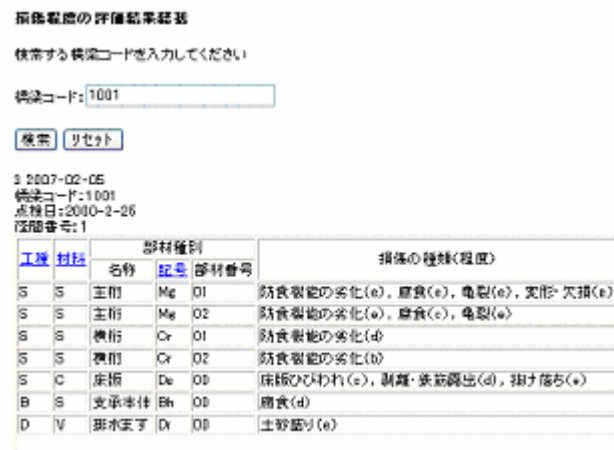 損傷程度の評価結果総括
検索する橋梁コードを入力してください
橋梁コード: 1001
検索 リセット
3 2007-02-05
橋梁コード:1001
点検日:2000-2-26
径間番号:1
工種 材料 部材種別 損傷の種類(程度)
名称 記号 部材番号
S S 主桁 Mg 01 防食機能の劣化(e), 腐食(e), 亀裂(e), 変形・欠損(e)
S S 主桁 Mg 02 防食機能の劣化(e), 腐食(c), 亀裂(e)
S S 横桁 Cr 01 防食機能の劣化(d)
S S 横桁 Cr 02 防食機能の劣化(b)
S C 床版 Ds 00 床版ひびわれ(c), 剥離・鉄筋露出(d), 抜け落ち(e)
B S 支承本体 Bh 00 腐食(d)
D V 排水ます Dr 00 土砂詰り(e)